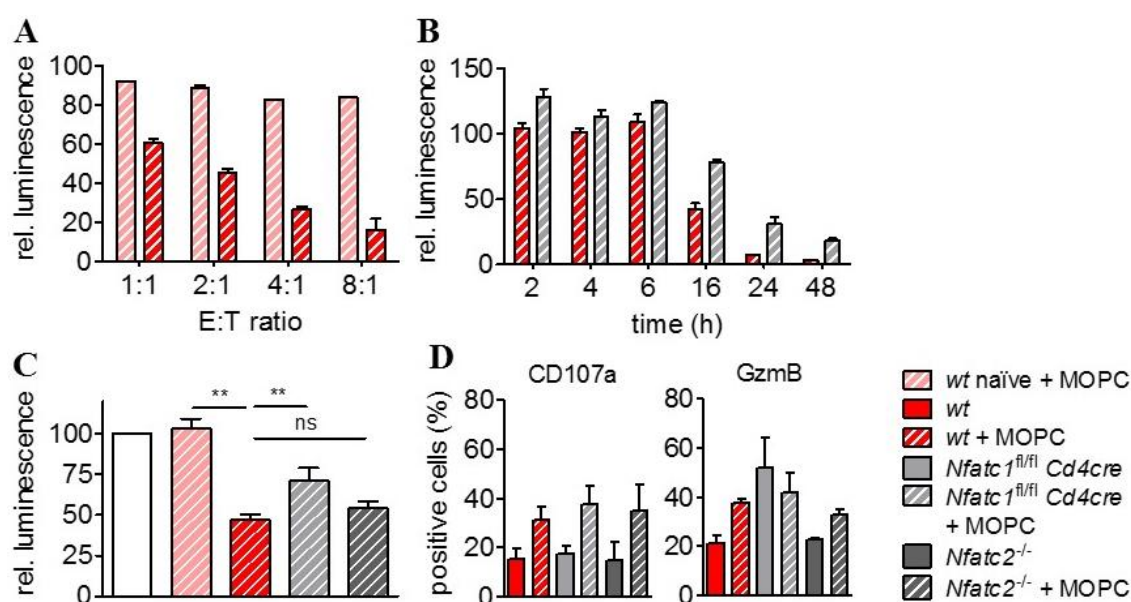 A
rel. luminescence
100
80
60
40
20
0
1:1 2:1 4:1 8:1
E:T ratio
B
rel. luminescence
150
100
50
0
2 4 6 16 24 48
time (h)
C
rel. luminescence
100
75
50
25
0
** **
ns
D
positive cells (%)
CD107a
80
60
40
20
0
GzmB
80
60
40
20
0
wt naïve + MOPC
wt
wt + MOPC
Nfatc1fl/fl Cd4cre
Nfatc1fl/fl Cd4cre
+ MOPC
Nfatc2-/-
Nfatc2-/- + MOPC